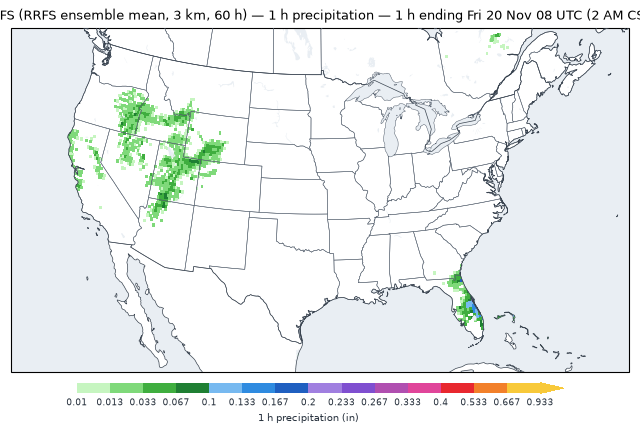 FS (RRFS ensemble mean, 3 km, 60 h) — 1 h precipitation — 1 h ending Fri 20 Nov 08 UTC (2 AM CS
0.01 0.013 0.033 0.067 0.1 0.133 0.167 0.2 0.233 0.267 0.333 0.4 0.533 0.667 0.933
1 h precipitation (in)